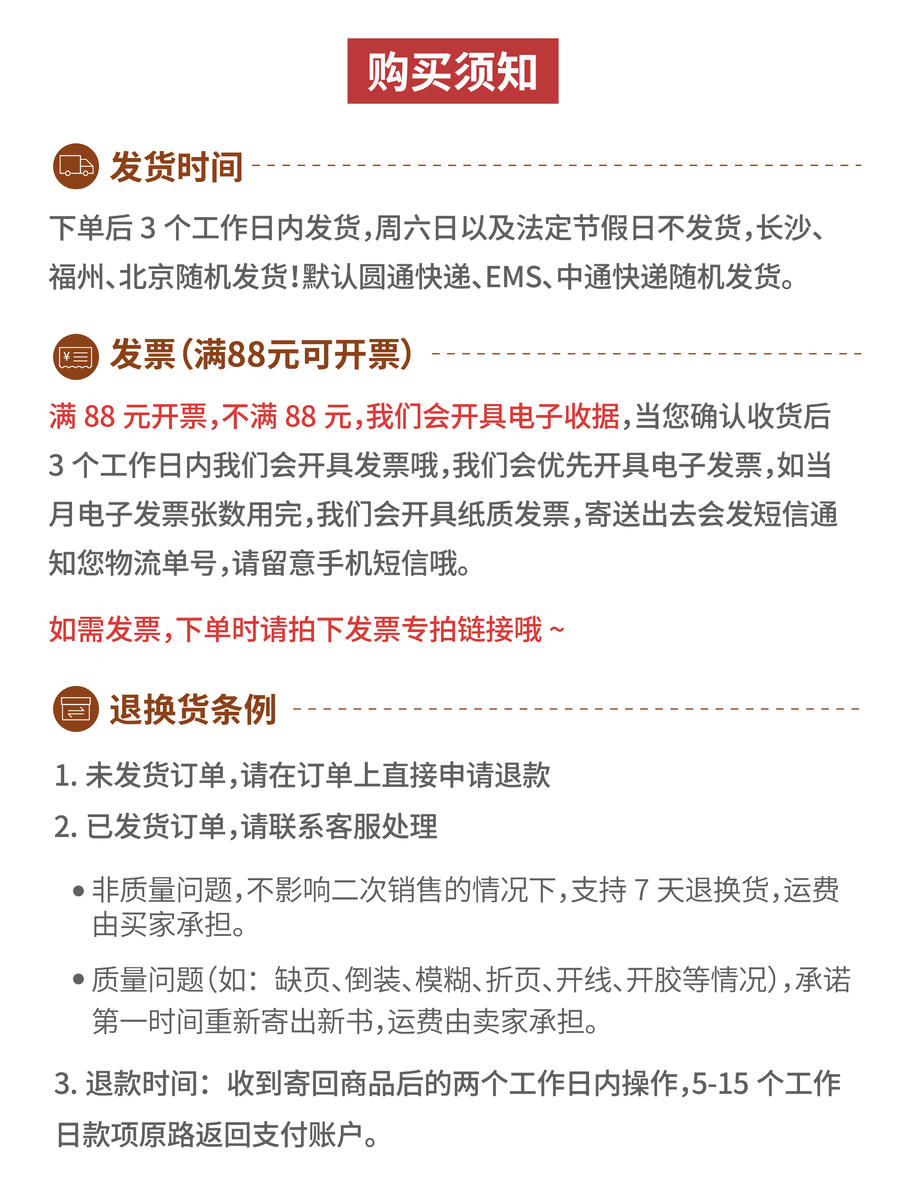 购买须知
发货时间
下单后 3 个工作日内发货，周六日以及法定节假日不发货，长沙、
福州、北京随机发货！默认圆通快递、EMS、中通快递随机发货。
¥
发票（满88元可开票）
满 88 元开票，不满 88 元，我们会开具电子收据，当您确认收货后
3 个工作日内我们会开具发票哦，我们会优先开具电子发票，如当
月电子发票张数用完，我们会开具纸质发票，寄送出去会发短信通
知您物流单号，请留意手机短信哦。
如需发票，下单时请拍下发票专拍链接哦 ~
退换货条例
1. 未发货订单，请在订单上直接申请退款
2. 已发货订单，请联系客服处理
● 非质量问题，不影响二次销售的情况下，支持 7 天退换货，运费
由买家承担。
● 质量问题（如：缺页、倒装、模糊、折页、开线、开胶等情况），承诺
第一时间重新寄出新书，运费由卖家承担。
3. 退款时间：收到寄回商品后的两个工作日内操作，5-15 个工作
日款项原路返回支付账户。